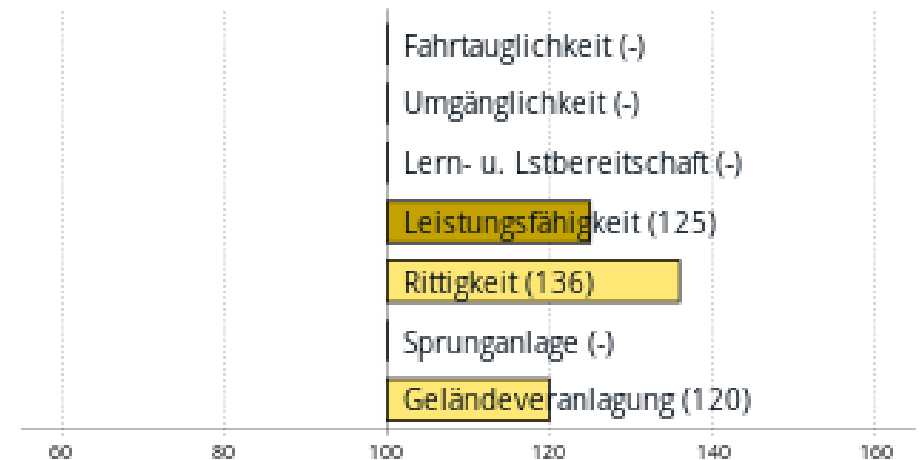 Fahrtauglichkeit (-)
Umgänglichkeit (-)
Lern- u. Lstbereitschaft (-)
Leistungsfähigkeit (125)
Rittigkeit (136)
Sprunganlage (-)
Geländeveranlagung (120)
60 80 100 120 140 160